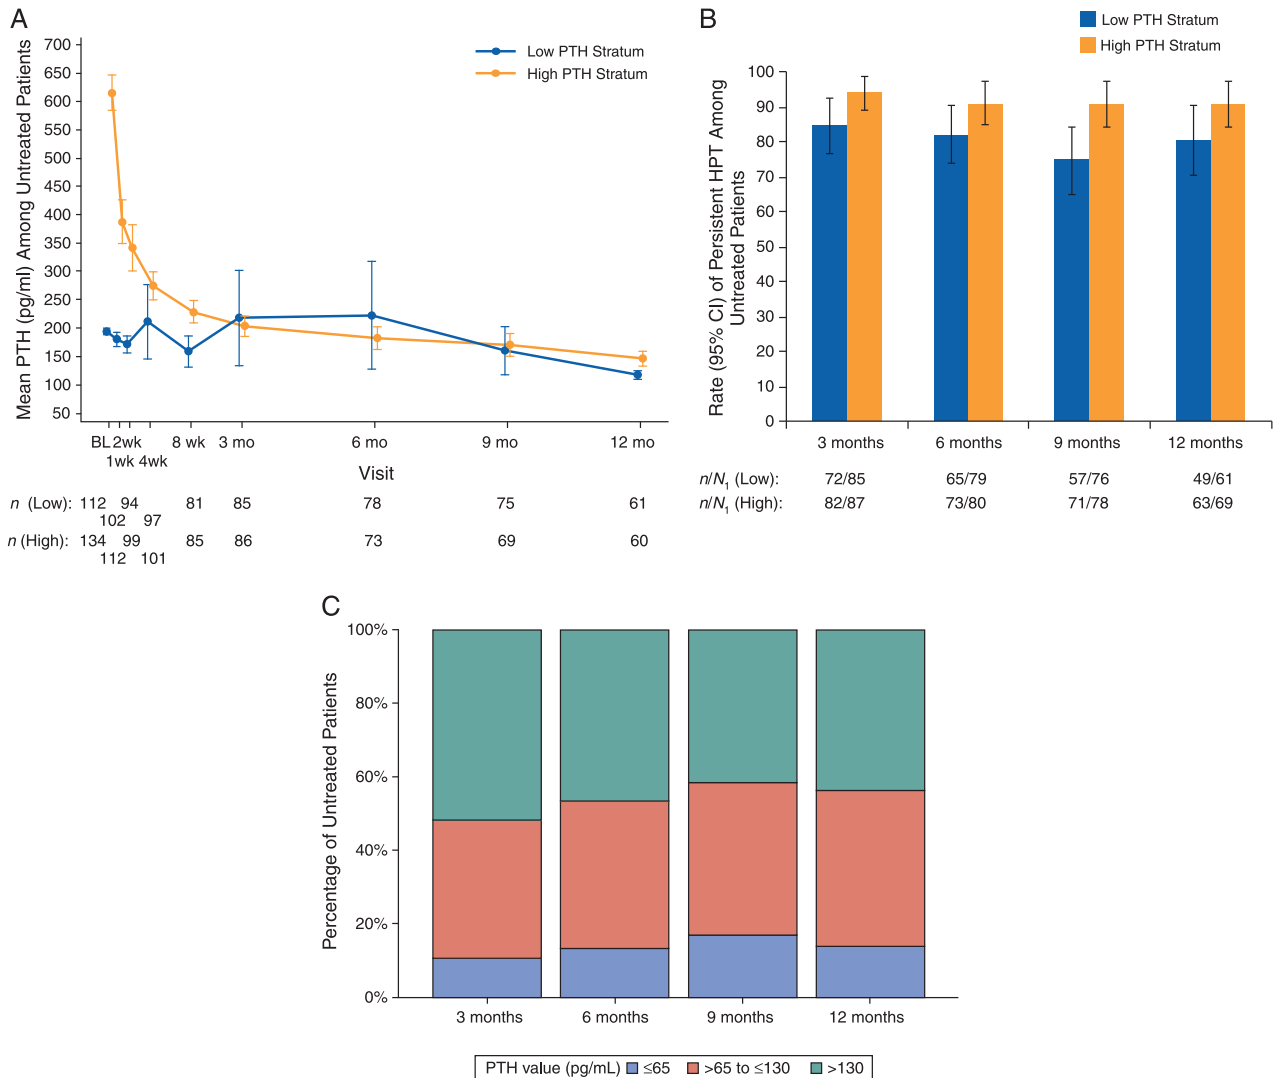 A
Mean PTH (pg/ml) Among Untreated Patients
700
650
600
550
500
450
400
350
300
250
200
150
100
50
Low PTH Stratum
High PTH Stratum
BL 2wk 8 wk 3 mo 6 mo 9 mo 12 mo
1wk 4wk
Visit
n (Low): 112 94 81 85 78 75 61
102 97
n (High): 134 99 85 86 73 69 60
112 101
B
Low PTH Stratum
High PTH Stratum
Rate (95% CI) of Persistent HPT Among
Untreated Patients
100
90
80
70
60
50
40
30
20
10
0
3 months 6 months 9 months 12 months
n/N1 (Low): 72/85 65/79 57/76 49/61
n/N1 (High): 82/87 73/80 71/78 63/69
C
Percentage of Untreated Patients
100%
80%
60%
40%
20%
0%
3 months 6 months 9 months 12 months
PTH value (pg/mL) ≤65 >65 to ≤130 >130